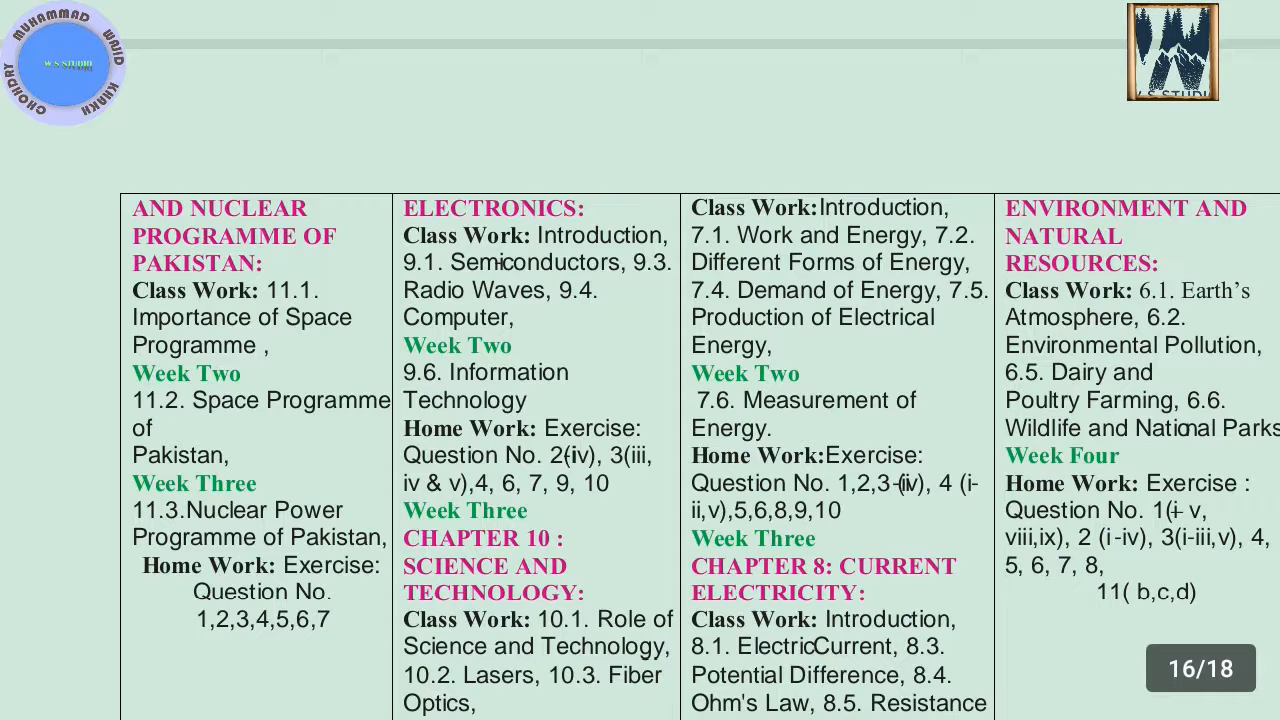 MUHAMMAD WAJID KHAKH CHOHDRY
W S STUDIO
W S STUDIO
AND NUCLEAR
PROGRAMME OF
PAKISTAN:
Class Work: 11.1.
Importance of Space
Programme ,
Week Two
11.2. Space Programme
of
Pakistan,
Week Three
11.3.Nuclear Power
Programme of Pakistan,
Home Work: Exercise:
Question No.
1,2,3,4,5,6,7
ELECTRONICS:
Class Work: Introduction,
9.1. Semiconductors, 9.3.
Radio Waves, 9.4.
Computer,
Week Two
9.6. Information
Technology
Home Work: Exercise:
Question No. 2(i-iv), 3(iii,
iv & v),4, 6, 7, 9, 10
Week Three
CHAPTER 10 :
SCIENCE AND
TECHNOLOGY:
Class Work: 10.1. Role of
Science and Technology,
10.2. Lasers, 10.3. Fiber
Optics,
Class Work:Introduction,
7.1. Work and Energy, 7.2.
Different Forms of Energy,
7.4. Demand of Energy, 7.5.
Production of Electrical
Energy,
Week Two
7.6. Measurement of
Energy.
Home Work:Exercise:
Question No. 1,2,3-(iv), 4 (i-
ii,v),5,6,8,9,10
Week Three
CHAPTER 8: CURRENT
ELECTRICITY:
Class Work: Introduction,
8.1. ElectricCurrent, 8.3.
Potential Difference, 8.4.
Ohm's Law, 8.5. Resistance
ENVIRONMENT AND
NATURAL
RESOURCES:
Class Work: 6.1. Earth’s
Atmosphere, 6.2.
Environmental Pollution,
6.5. Dairy and
Poultry Farming, 6.6.
Wildlife and National Parks
Week Four
Home Work: Exercise :
Question No. 1(i- v,
viii,ix), 2 (i-iv), 3(i-iii,v), 4,
5, 6, 7, 8,
11( b,c,d)
16/18